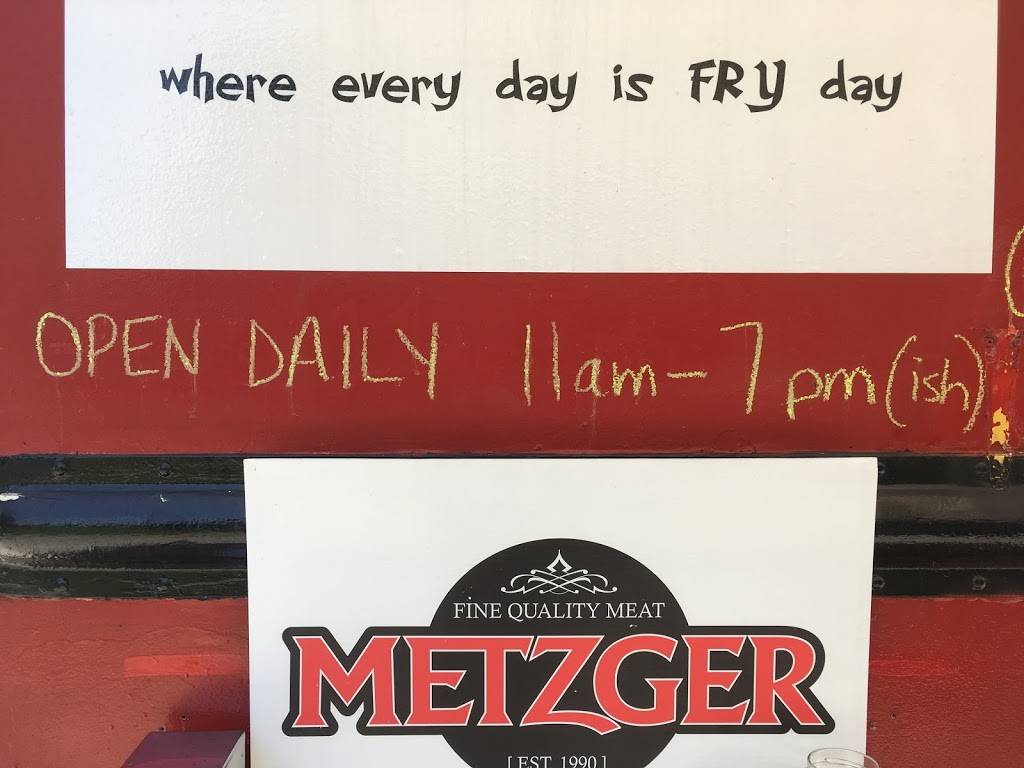 where every day is FRY day
OPEN DAILY 11am-7pm(ish)
FINE QUALITY MEAT
METZGER
[EST. 1990]